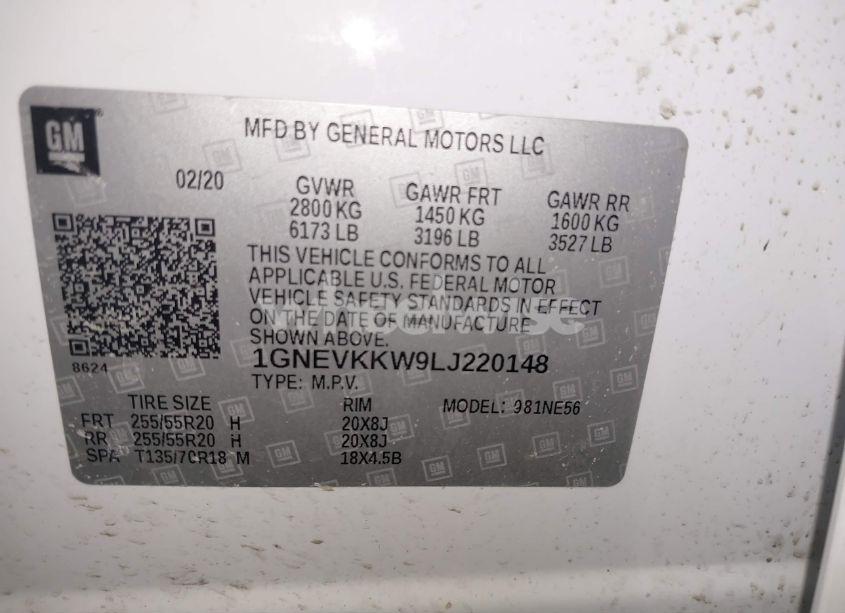 GM
MFD BY GENERAL MOTORS LLC
02/20 GVWR GAWR FRT GAWR RR
2800 KG 1450 KG 1600 KG
6173 LB 3196 LB 3527 LB
THIS VEHICLE CONFORMS TO ALL
APPLICABLE U.S. FEDERAL MOTOR
VEHICLE SAFETY STANDARDS IN EFFECT
ON THE DATE OF MANUFACTURE
SHOWN ABOVE.
8624
1GNEVKKW9LJ220148
TYPE: M.P.V.
TIRE SIZE RIM MODEL: 981NE56
FRT 255/55R20 H 20X8J
RR 255/55R20 H 20X8J
SPA T135/70R18 M 18X4.5B